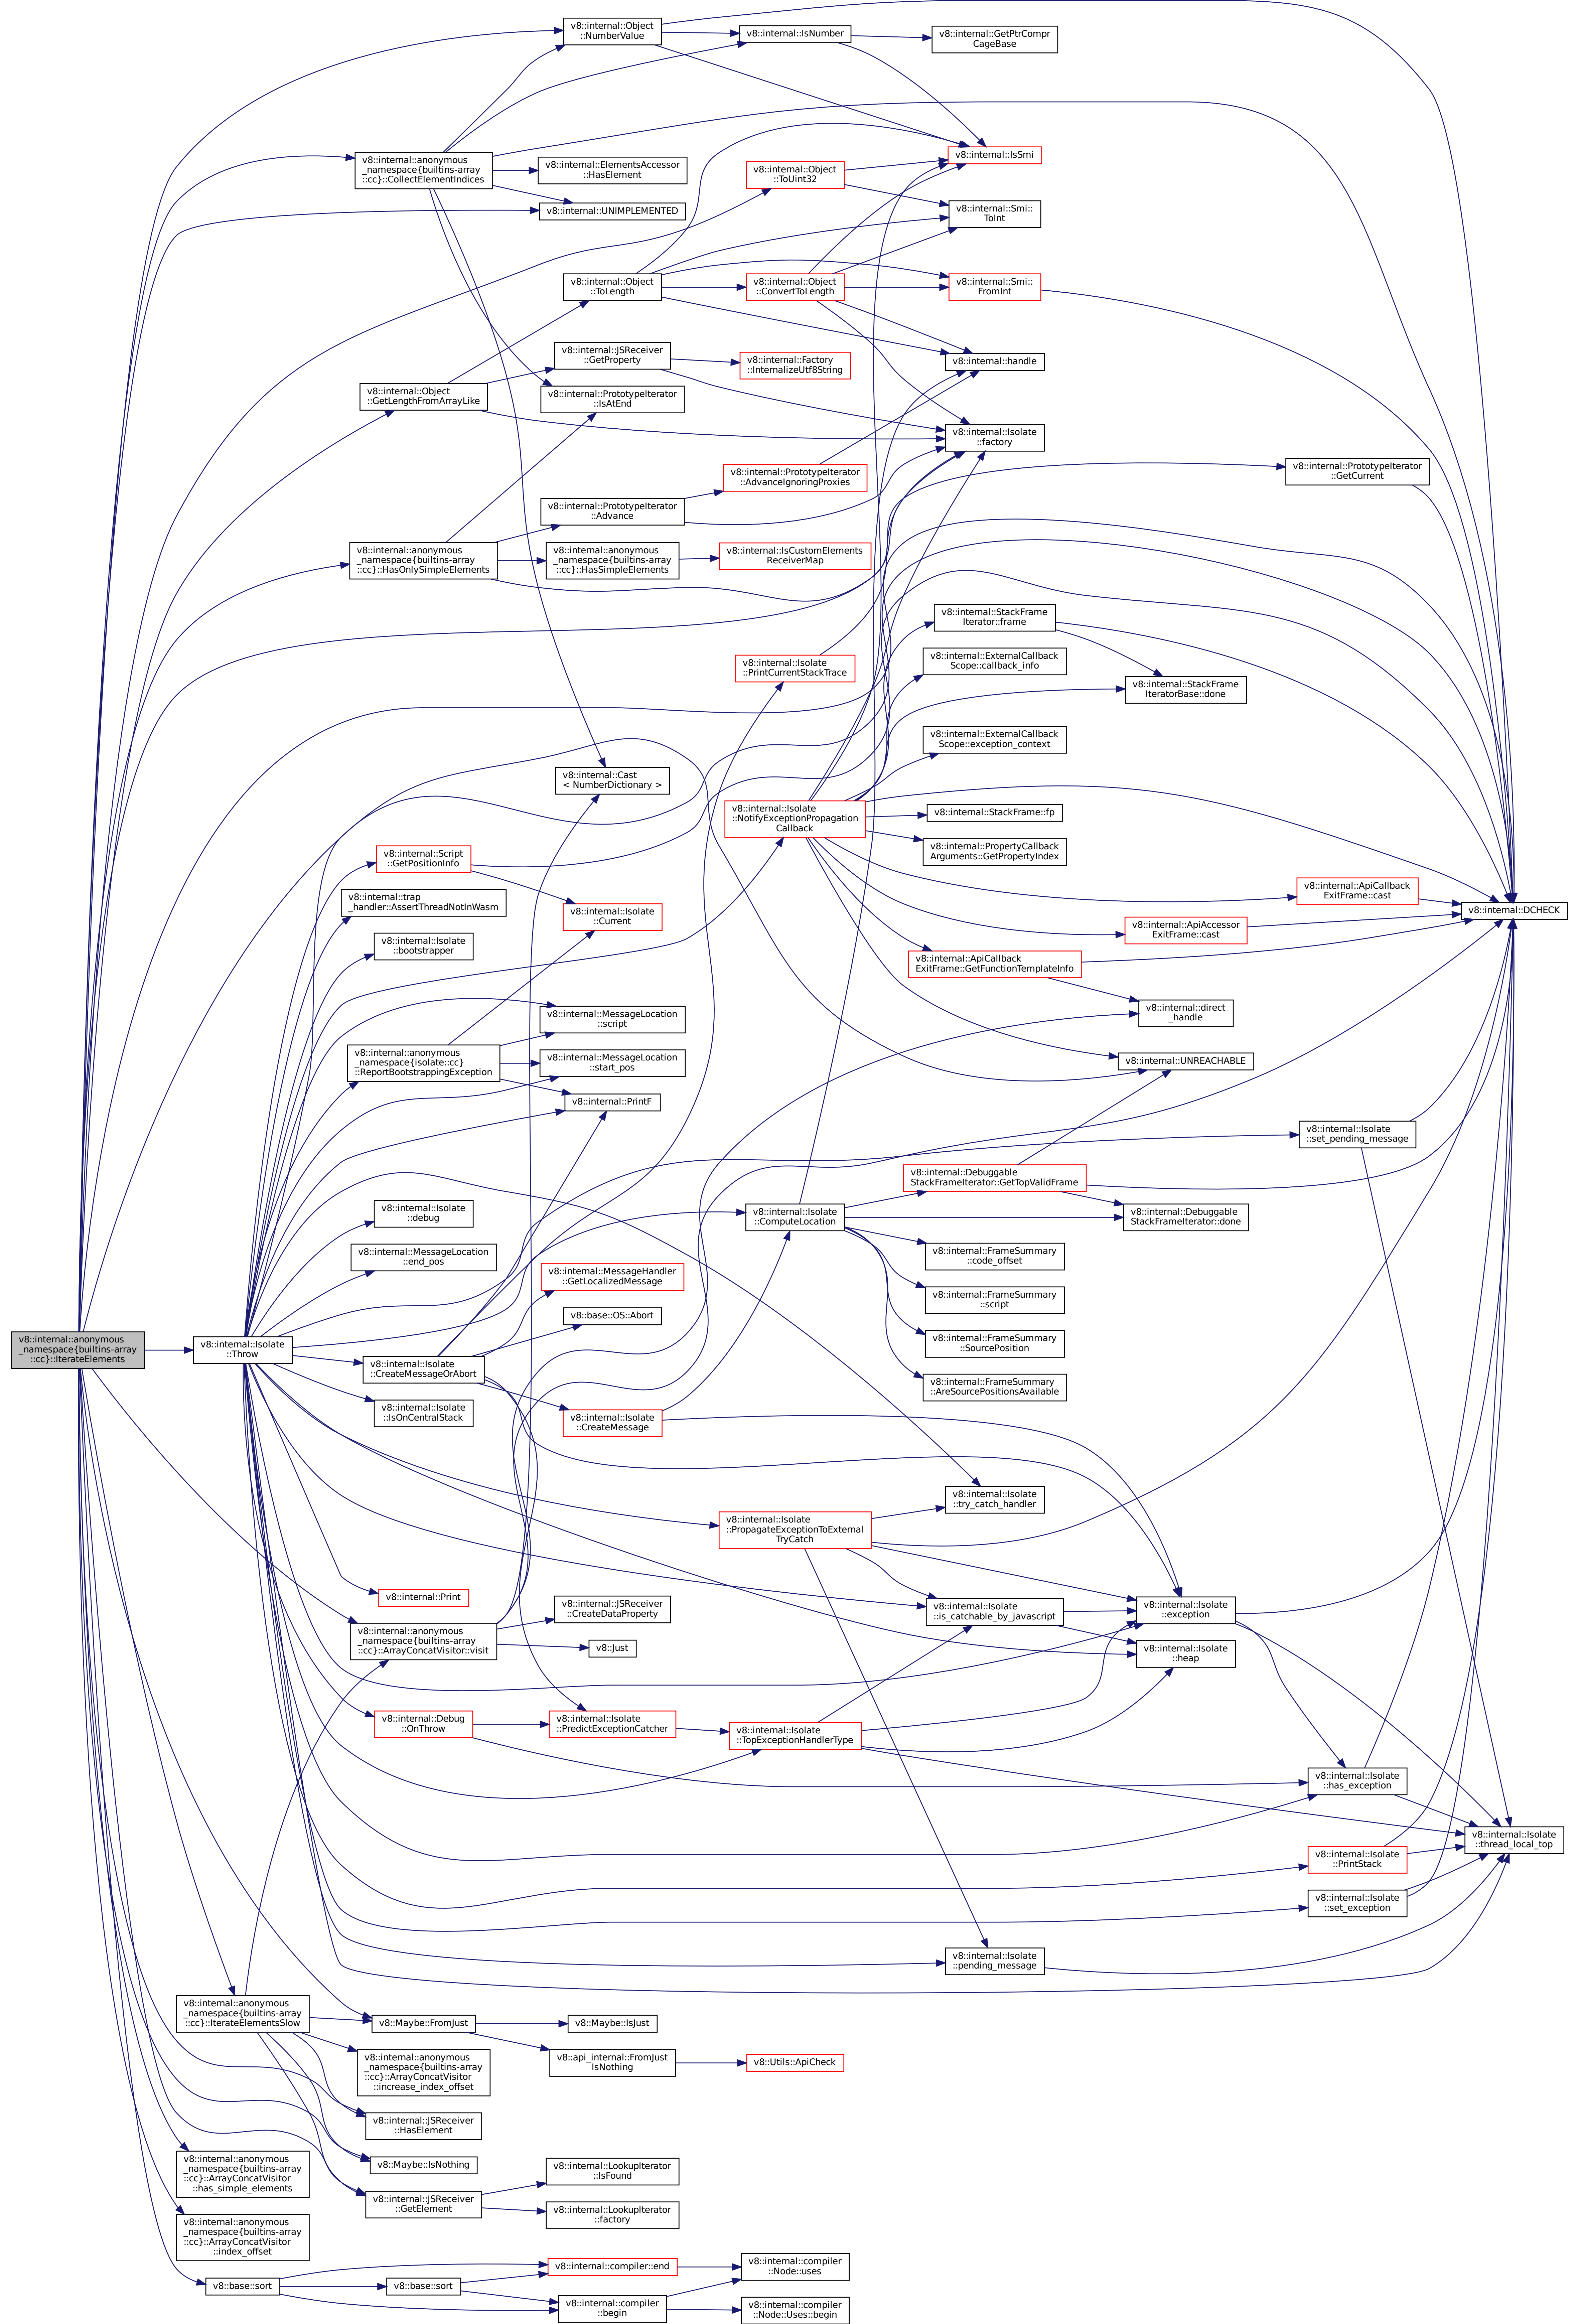 v8::internal::Object
::NumberValue
v8::internal::IsNumber
v8::internal::GetPtrCompr
CageBase
v8::internal::anonymous
_namespace{builtins-array
::cc}::CollectElementIndices
v8::internal::ElementsAccessor
::HasElement
v8::internal::UNIMPLEMENTED
v8::internal::Object
::ToUint32
v8::internal::IsSmi
v8::internal::Smi::
ToInt
v8::internal::Object
::ToLength
v8::internal::Object
::ConvertToLength
v8::internal::Smi::
FromInt
v8::internal::JSReceiver
::GetProperty
v8::internal::Factory
::InternalizeUtf8String
v8::internal::handle
v8::internal::Object
::GetLengthFromArrayLike
v8::internal::PrototypeIterator
::IsAtEnd
v8::internal::Isolate
::factory
v8::internal::PrototypeIterator
::AdvanceIgnoringProxies
v8::internal::PrototypeIterator
::GetCurrent
v8::internal::PrototypeIterator
::Advance
v8::internal::anonymous
_namespace{builtins-array
::cc}::HasOnlySimpleElements
v8::internal::anonymous
_namespace{builtins-array
::cc}::HasSimpleElements
v8::internal::IsCustomElements
ReceiverMap
v8::internal::StackFrame
Iterator::frame
v8::internal::Isolate
::PrintCurrentStackTrace
v8::internal::ExternalCallback
Scope::callback_info
v8::internal::StackFrame
IteratorBase::done
v8::internal::ExternalCallback
Scope::exception_context
v8::internal::Cast
< NumberDictionary >
v8::internal::Isolate
::NotifyExceptionPropagation
Callback
v8::internal::StackFrame::fp
v8::internal::PropertyCallback
Arguments::GetPropertyIndex
v8::internal::Script
::GetPositionInfo
v8::internal::trap
_handler::AssertThreadNotInWasm
v8::internal::Isolate
::Current
v8::internal::ApiCallback
ExitFrame::cast
v8::internal::DCHECK
v8::internal::ApiAccessor
ExitFrame::cast
v8::internal::Isolate
::bootstrapper
v8::internal::ApiCallback
ExitFrame::GetFunctionTemplateInfo
v8::internal::MessageLocation
::script
v8::internal::direct
_handle
v8::internal::anonymous
_namespace{isolate::cc}
::ReportBootstrappingException
v8::internal::MessageLocation
::start_pos
v8::internal::UNREACHABLE
v8::internal::PrintF
v8::internal::Isolate
::set_pending_message
v8::internal::Debuggable
StackFrameIterator::GetTopValidFrame
v8::internal::Isolate
::debug
v8::internal::Isolate
::ComputeLocation
v8::internal::Debuggable
StackFrameIterator::done
v8::internal::MessageLocation
::end_pos
v8::internal::FrameSummary
::code_offset
v8::internal::MessageHandler
::GetLocalizedMessage
v8::internal::FrameSummary
::script
v8::base::OS::Abort
v8::internal::FrameSummary
::SourcePosition
v8::internal::anonymous
_namespace{builtins-array
::cc}::IterateElements
v8::internal::Isolate
::Throw
v8::internal::Isolate
::CreateMessageOrAbort
v8::internal::FrameSummary
::AreSourcePositionsAvailable
v8::internal::Isolate
::IsOnCentralStack
v8::internal::Isolate
::CreateMessage
v8::internal::Isolate
::try_catch_handler
v8::internal::Isolate
::PropagateExceptionToExternal
TryCatch
v8::internal::Print
v8::internal::JSReceiver
::CreateDataProperty
v8::internal::Isolate
::is_catchable_by_javascript
v8::internal::Isolate
::exception
v8::internal::anonymous
_namespace{builtins-array
::cc}::ArrayConcatVisitor::visit
v8::Just
v8::internal::Isolate
::heap
v8::internal::Debug
::OnThrow
v8::internal::Isolate
::PredictExceptionCatcher
v8::internal::Isolate
::TopExceptionHandlerType
v8::internal::Isolate
::has_exception
v8::internal::Isolate
::thread_local_top
v8::internal::Isolate
::PrintStack
v8::internal::Isolate
::set_exception
v8::internal::Isolate
::pending_message
v8::internal::anonymous
_namespace{builtins-array
::cc}::IterateElementsSlow
v8::Maybe::FromJust
v8::Maybe::IsJust
v8::api_internal::FromJust
IsNothing
v8::Utils::ApiCheck
v8::internal::anonymous
_namespace{builtins-array
::cc}::ArrayConcatVisitor
::increase_index_offset
v8::internal::JSReceiver
::HasElement
v8::Maybe::IsNothing
v8::internal::anonymous
_namespace{builtins-array
::cc}::ArrayConcatVisitor
::has_simple_elements
v8::internal::LookupIterator
::IsFound
v8::internal::JSReceiver
::GetElement
v8::internal::LookupIterator
::factory
v8::internal::anonymous
_namespace{builtins-array
::cc}::ArrayConcatVisitor
::index_offset
v8::base::sort
v8::base::sort
v8::internal::compiler::end
v8::internal::compiler
::Node::uses
v8::internal::compiler
::begin
v8::internal::compiler
::Node::Uses::begin